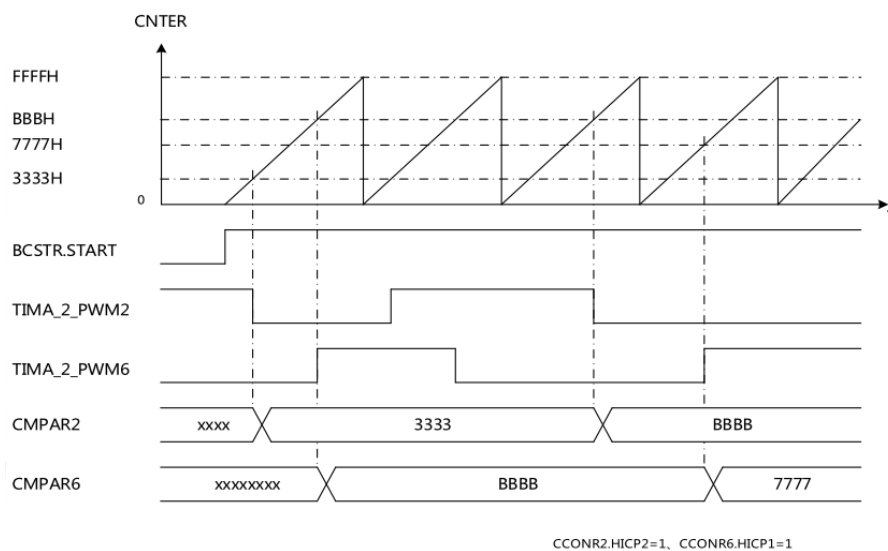 CNTER
FFFFH
BBBH
7777H
3333H
0
BCSTR.START
TIMA_2_PWM2
TIMA_2_PWM6
CMPAR2 xxxx 3333 BBBB
CMPAR6 xxxxxxxx BBBB 7777
CCONR2.HICP2=1、CCONR6.HICP1=1